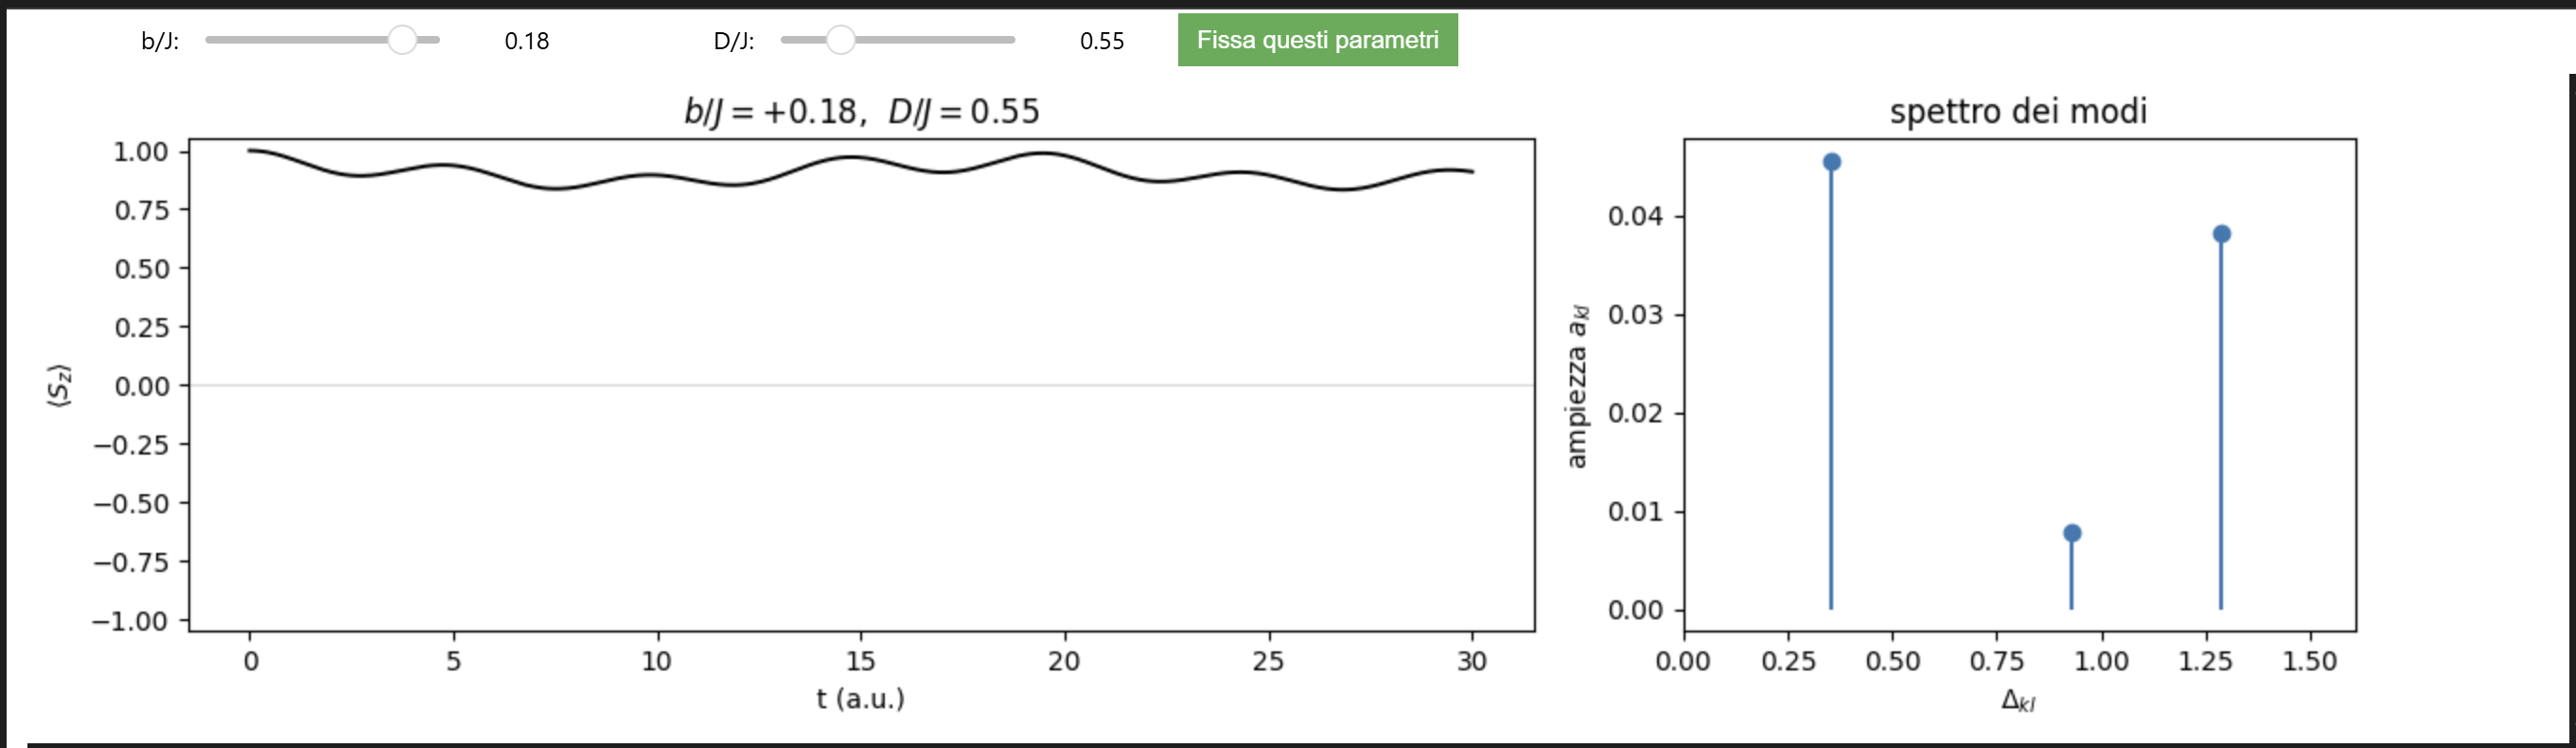 b/J: 0.18 D/J: 0.55 Fissa questi parametri
b/J = +0.18, D/J = 0.55
⟨Sz⟩
1.00
0.75
0.50
0.25
0.00
−0.25
−0.50
−0.75
−1.00
0 5 10 15 20 25 30
t (a.u.)
spettro dei modi
ampiezza akl
0.04
0.03
0.02
0.01
0.00
0.00 0.25 0.50 0.75 1.00 1.25 1.50
Δkl